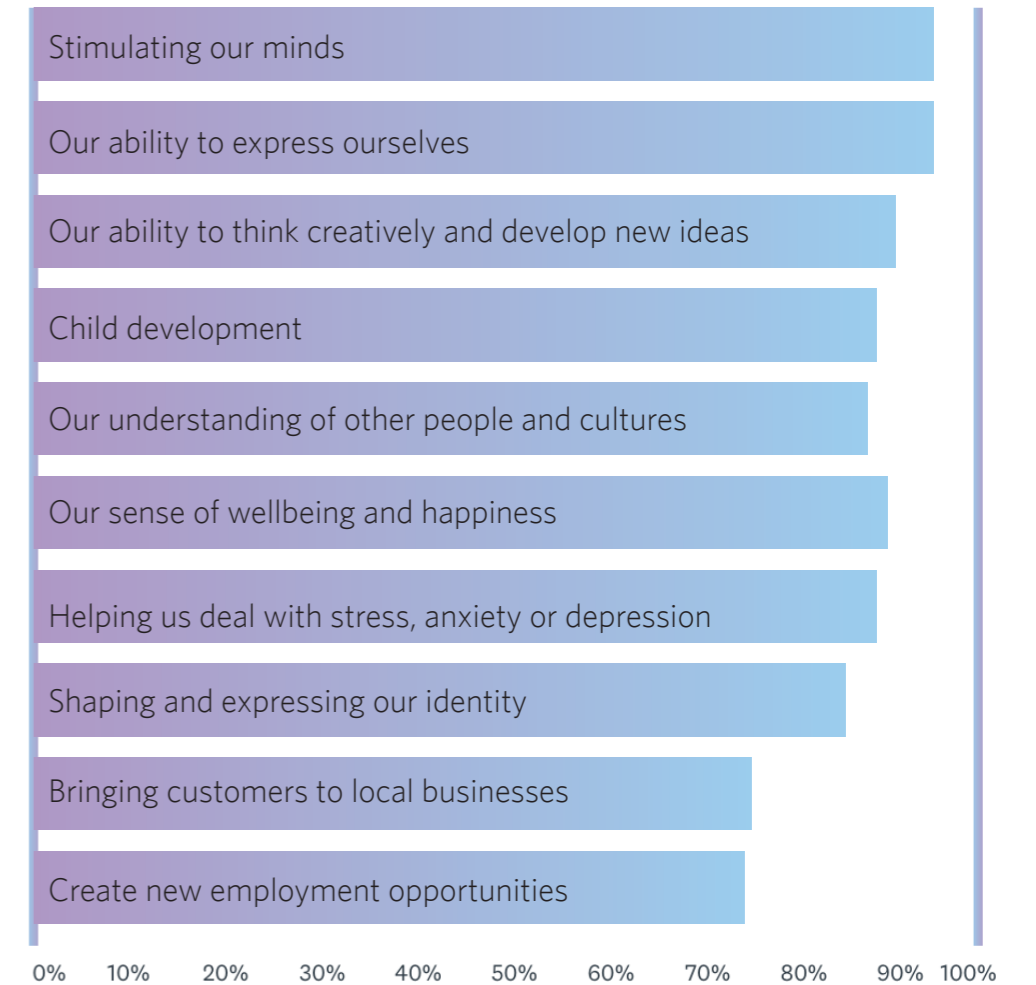 Stimulating our minds
Our ability to express ourselves
Our ability to think creatively and develop new ideas
Child development
Our understanding of other people and cultures
Our sense of wellbeing and happiness
Helping us deal with stress, anxiety or depression
Shaping and expressing our identity
Bringing customers to local businesses
Create new employment opportunities
0% 10% 20% 30% 40% 50% 60% 70% 80% 90% 100%